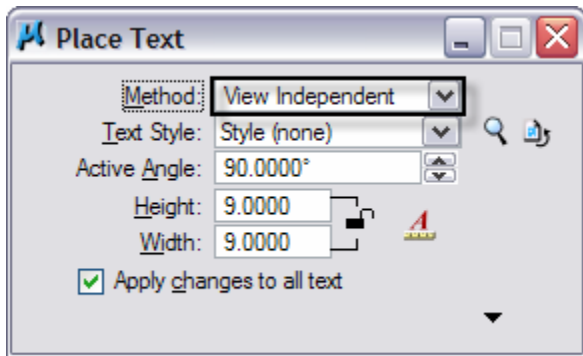 Place Text
Method: View Independent
Text Style: Style (none)
Active Angle: 90.0000°
Height: 9.0000
Width: 9.0000
Apply changes to all text